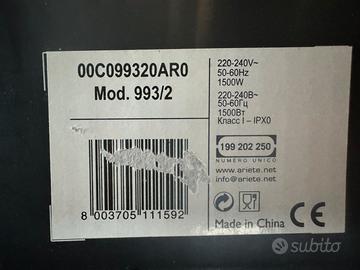 00C099320AR0
Mod. 993/2
8 003705 111592
220-240V~
50-60Hz
1500W
220-240В~
50-60Гц
1500Вт
Класс I – IPX0
199 202 250
NUMERO UNICO
www.ariete.net
info@ariete.net
Made in China CE
subito